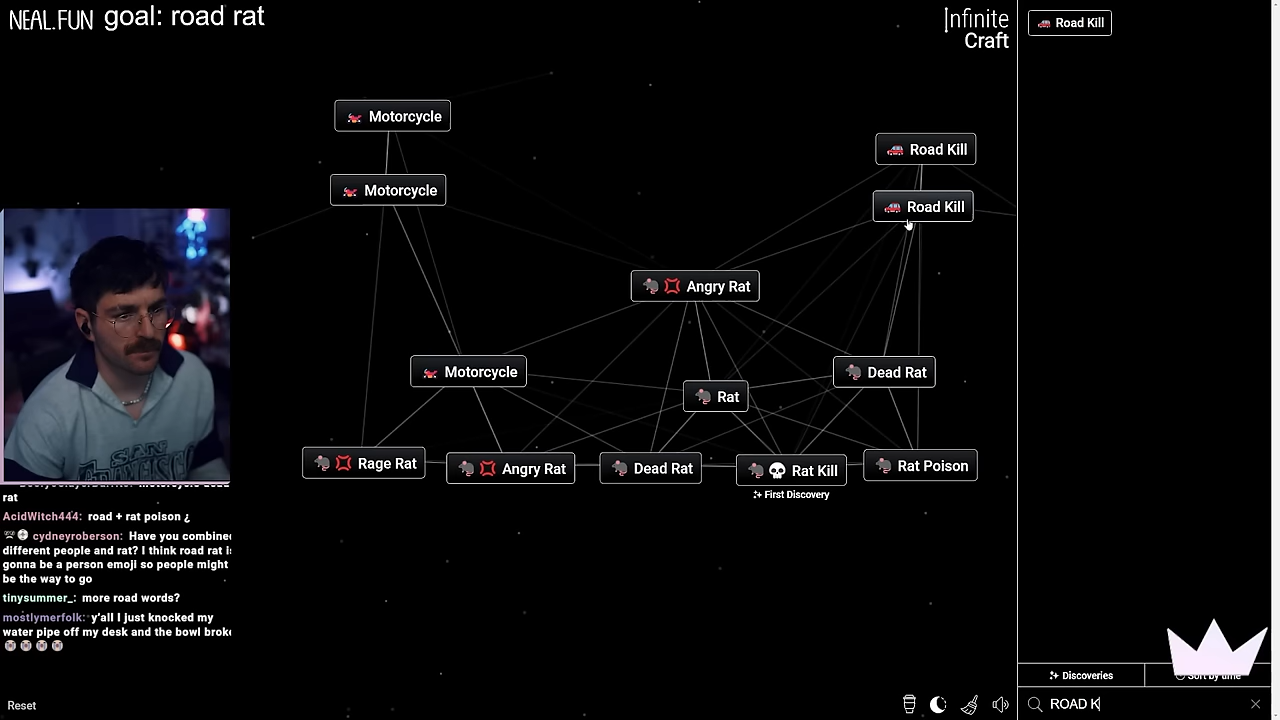 NEAL.FUN goal: road rat
Infinite
Craft
Road Kill
Motorcycle
Road Kill
Motorcycle
Road Kill
Angry Rat
Motorcycle
Dead Rat
Rat
Rage Rat
Angry Rat
Dead Rat
Rat Kill
Rat Poison
First Discovery
SAN
rat
AcidWitch444: road + rat poison ¿
cydneyroberson: Have you combine
different people and rat? I think road rat i
gonna be a person emoji so people might
be the way to go
tinysummer_: more road words?
mostlymerfolk: y'all I just knocked my
water pipe off my desk and the bowl broke
Discoveries
Sort by time
Reset
ROAD K